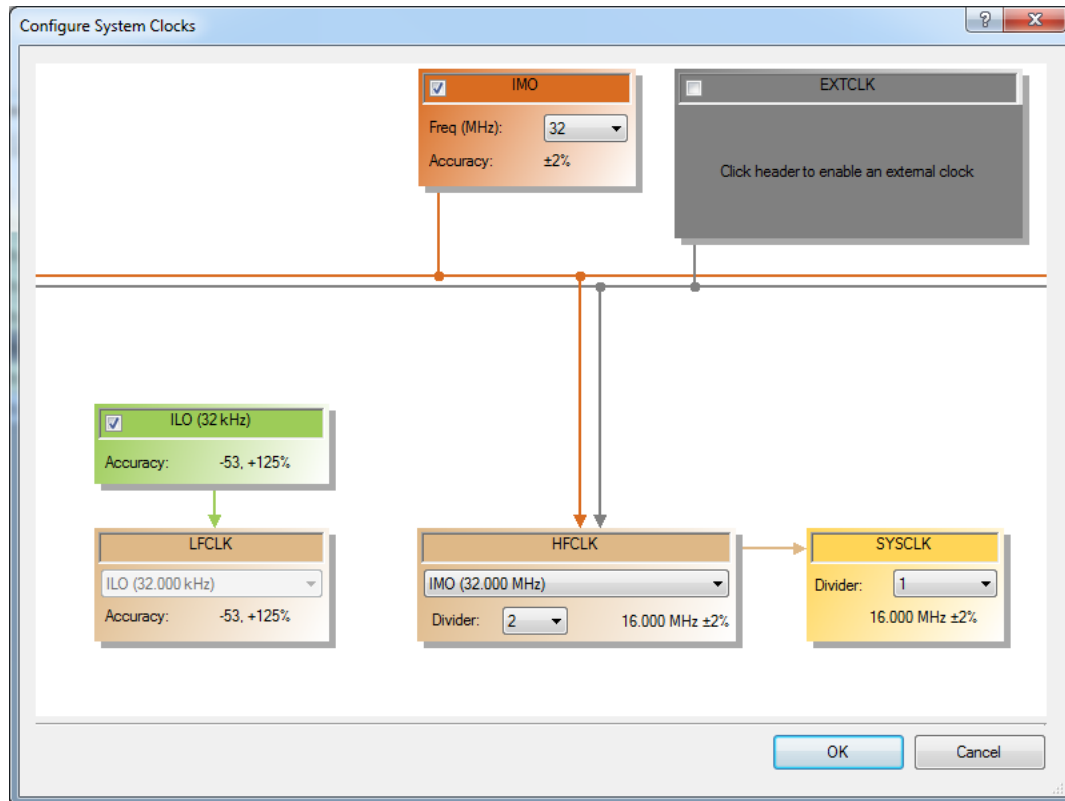 Configure System Clocks
IMO
Freq (MHz): 32
Accuracy: ±2%
EXTCLK
Click header to enable an external clock
ILO (32 kHz)
Accuracy: -53, +125%
LFCLK
ILO (32.000 kHz)
Accuracy: -53, +125%
HFCLK
IMO (32.000 MHz)
Divider: 2 16.000 MHz ±2%
SYSCLK
Divider: 1
16.000 MHz ±2%
OK Cancel